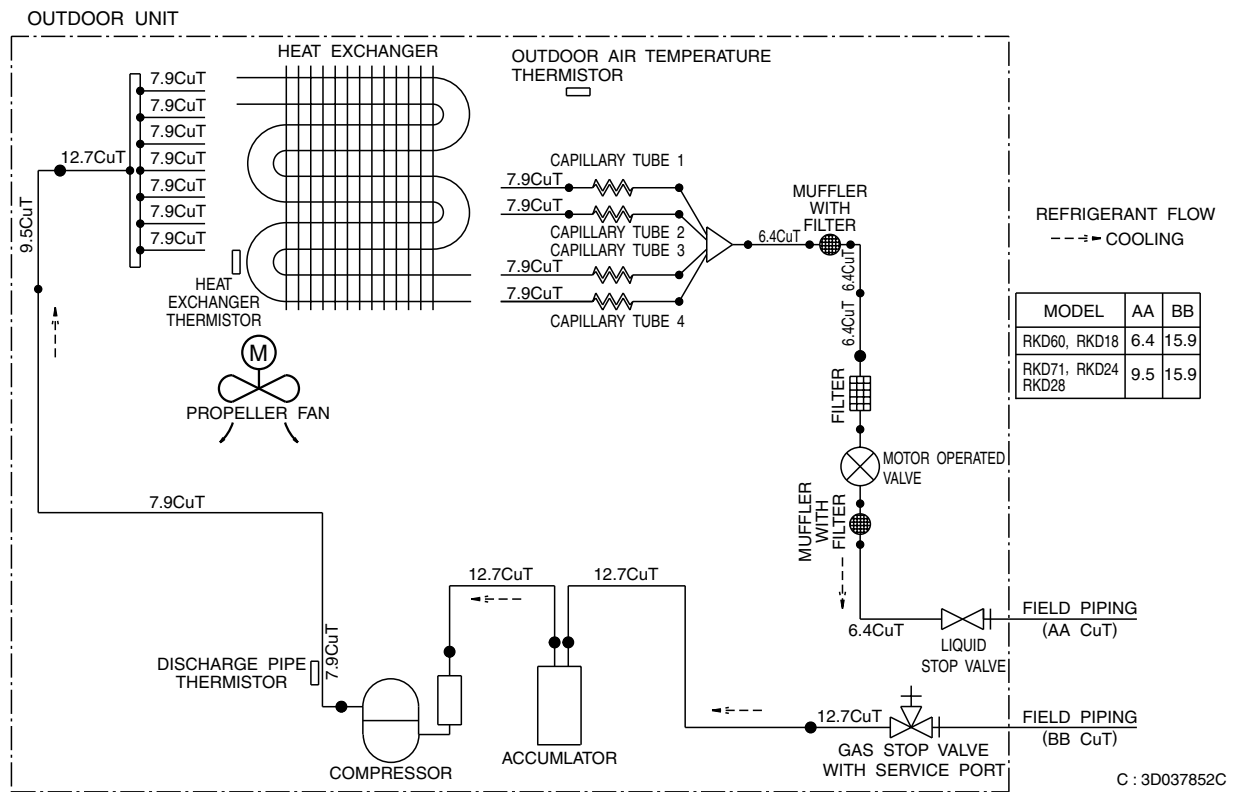 OUTDOOR UNIT
HEAT EXCHANGER
OUTDOOR AIR TEMPERATURE
THERMISTOR
7.9CuT
7.9CuT
7.9CuT
7.9CuT
7.9CuT
7.9CuT
7.9CuT
12.7CuT
9.5CuT
HEAT
EXCHANGER
THERMISTOR
M
PROPELLER FAN
CAPILLARY TUBE 1
7.9CuT
7.9CuT
CAPILLARY TUBE 2
CAPILLARY TUBE 3
7.9CuT
7.9CuT
CAPILLARY TUBE 4
6.4CuT
MUFFLER
WITH
FILTER
6.4CuT
6.4CuT
FILTER
MOTOR OPERATED
VALVE
MUFFLER
WITH
FILTER
6.4CuT
LIQUID
STOP VALVE
FIELD PIPING
(AA CuT)
REFRIGERANT FLOW
COOLING
MODEL AA BB
RKD60, RKD18 6.4 15.9
RKD71, RKD24
RKD28 9.5 15.9
7.9CuT
7.9CuT
DISCHARGE PIPE
THERMISTOR
COMPRESSOR
12.7CuT
12.7CuT
ACCUMLATOR
12.7CuT
GAS STOP VALVE
WITH SERVICE PORT
FIELD PIPING
(BB CuT)
C : 3D037852C